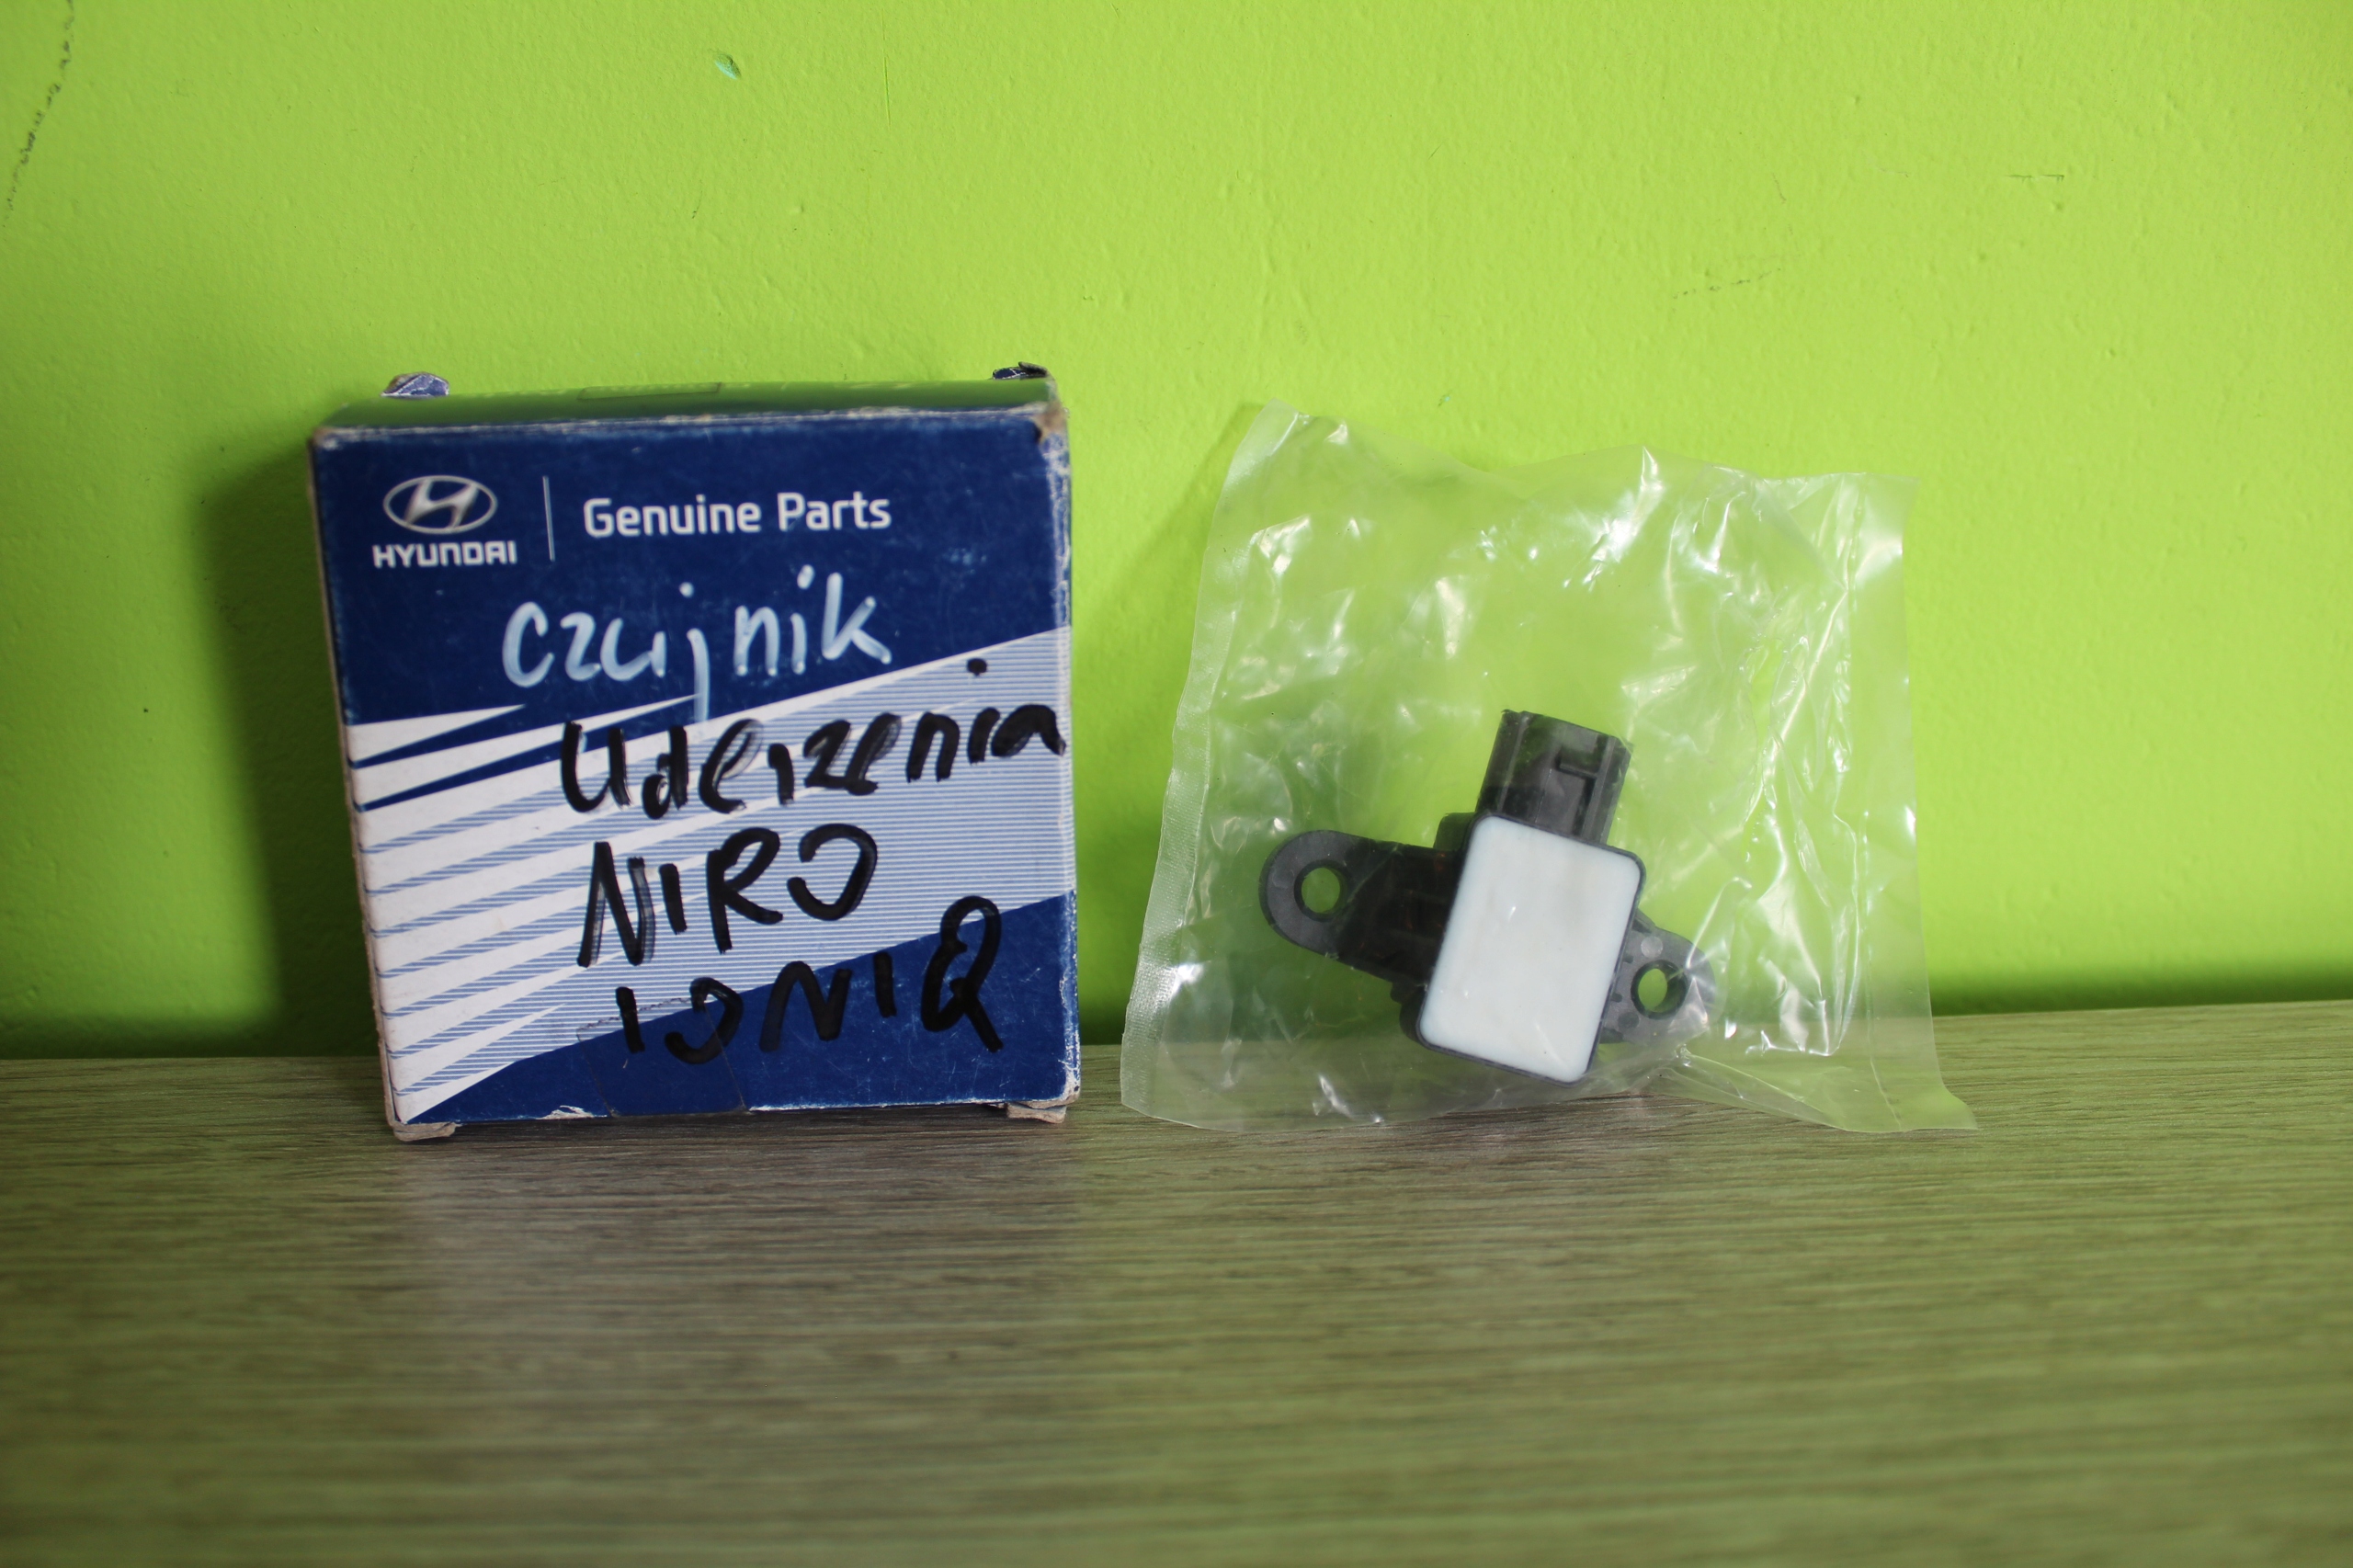 HYUNDAI
Genuine Parts
czujnik
Uderzenia
NIRO
IONIQ